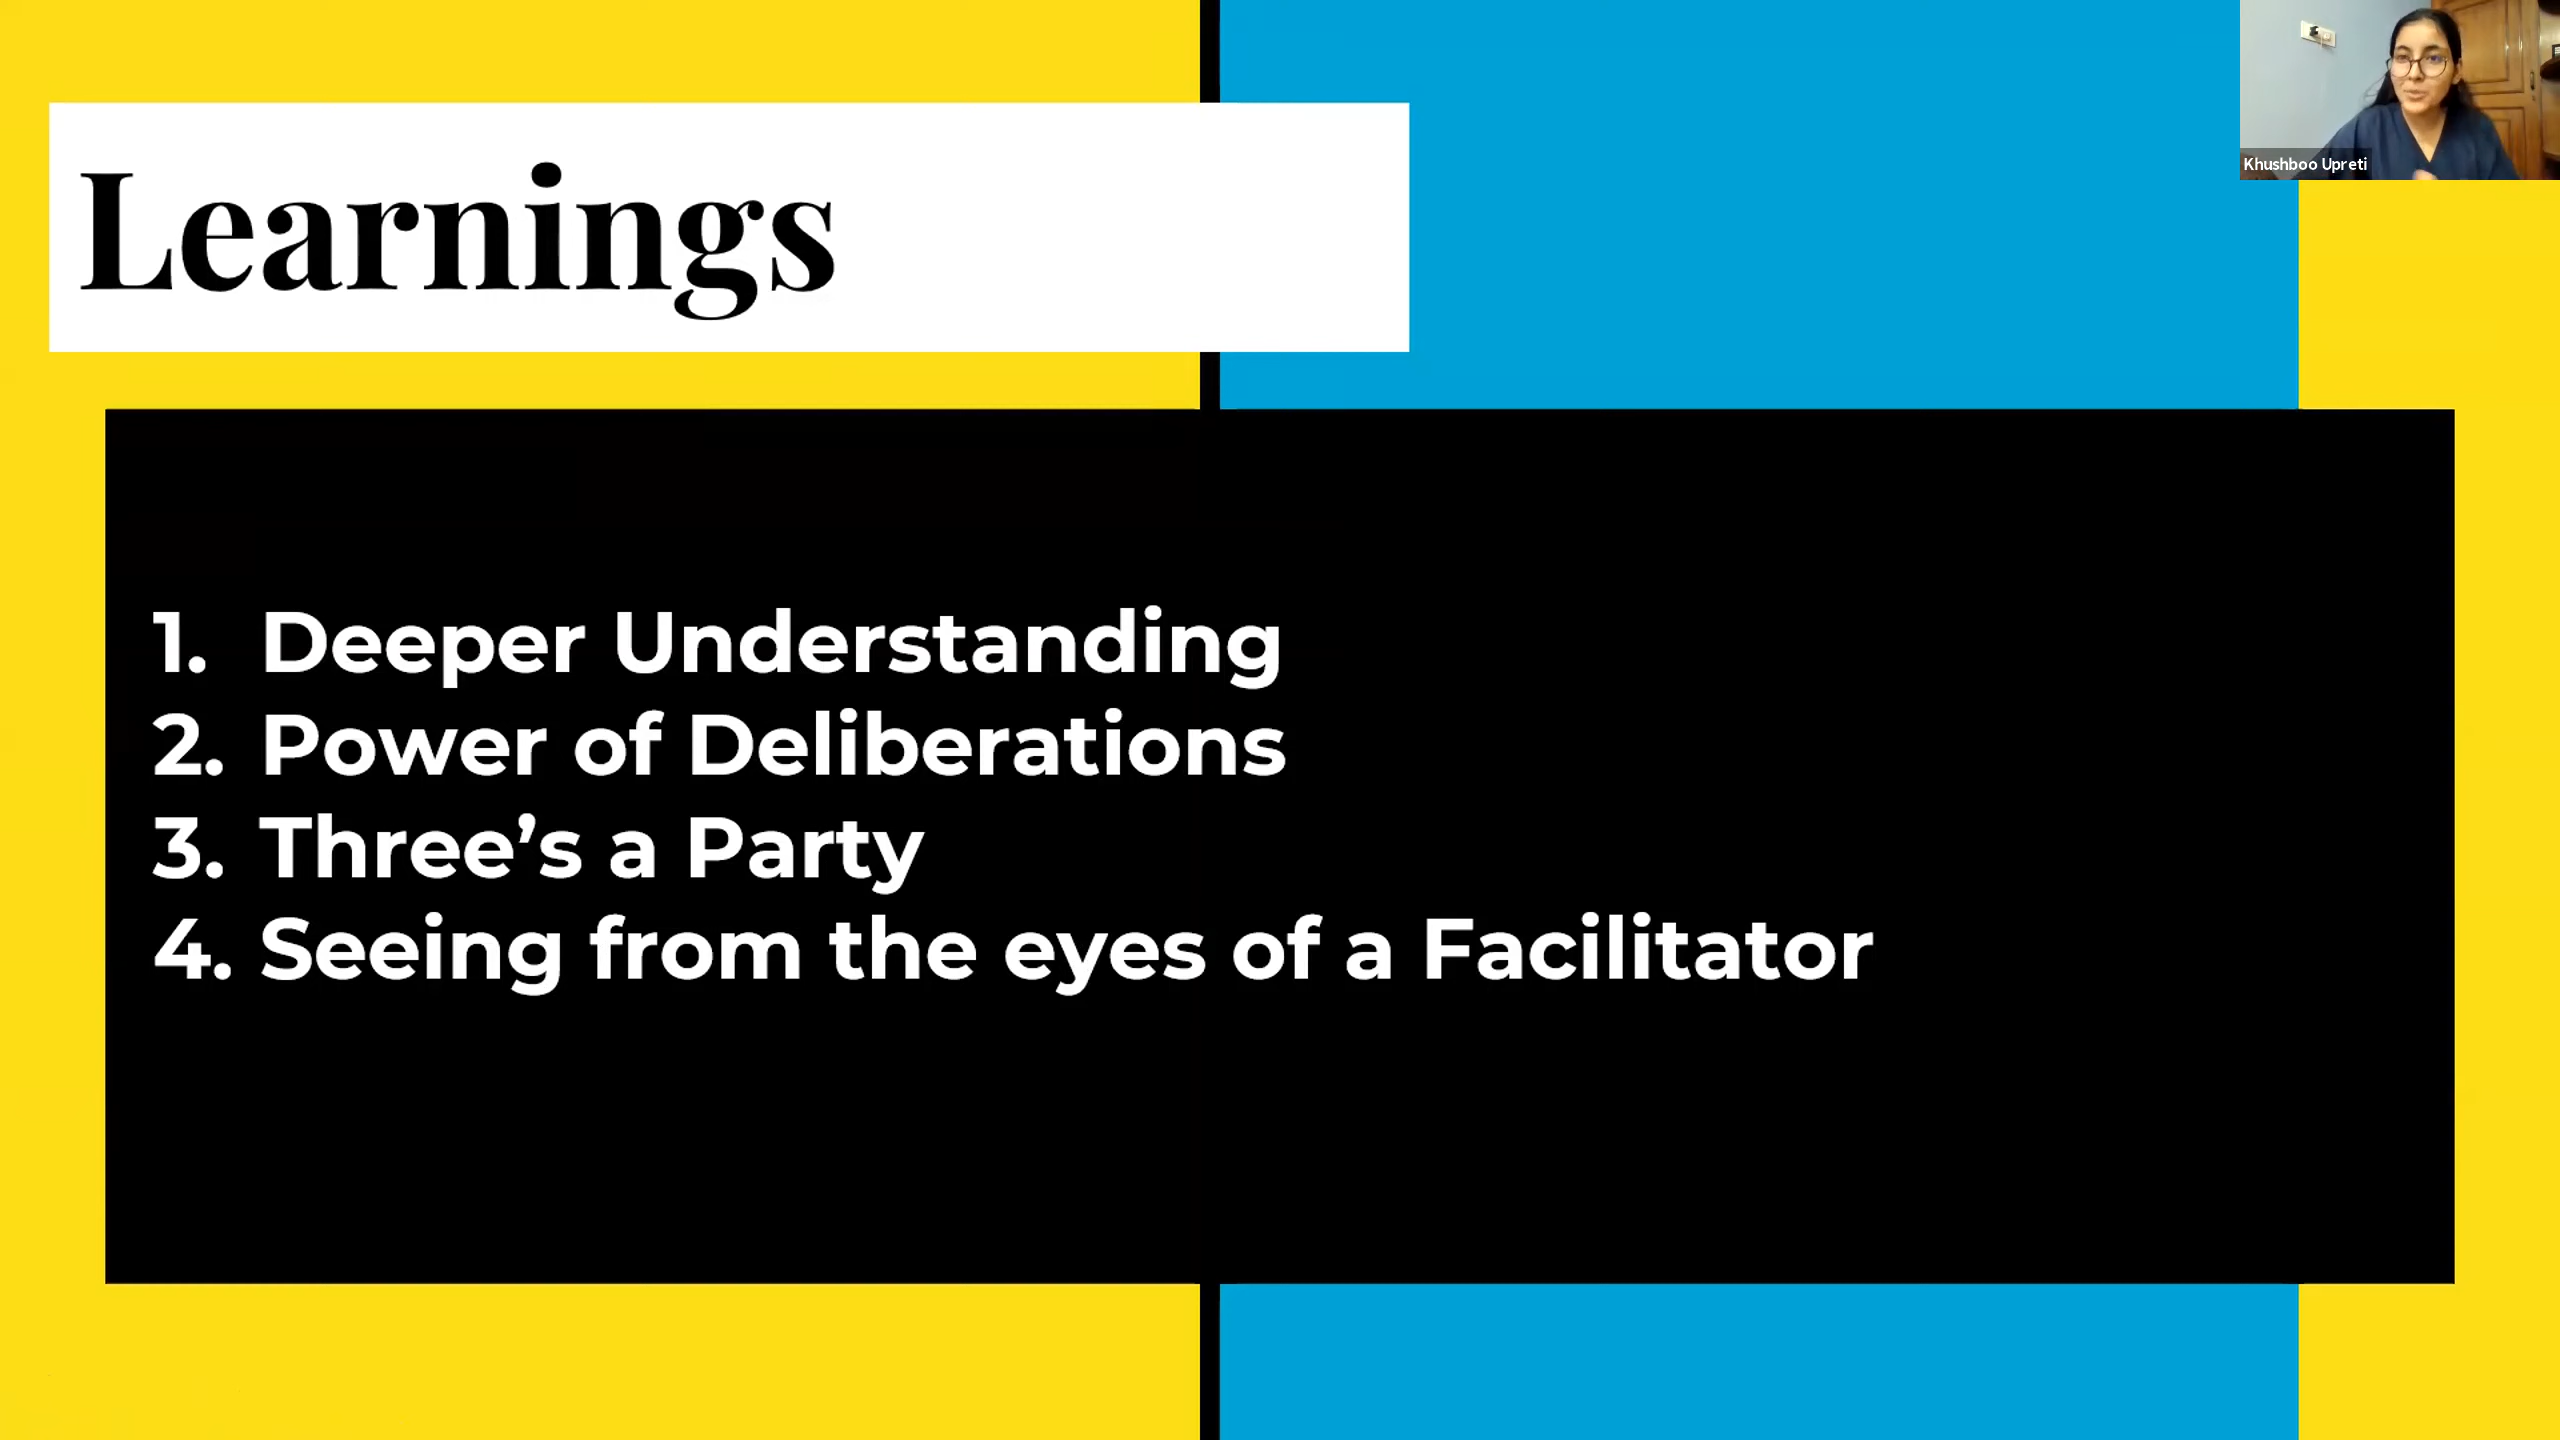 Learnings
Khushboo Upreti
1. Deeper Understanding
2. Power of Deliberations
3. Three’s a Party
4. Seeing from the eyes of a Facilitator